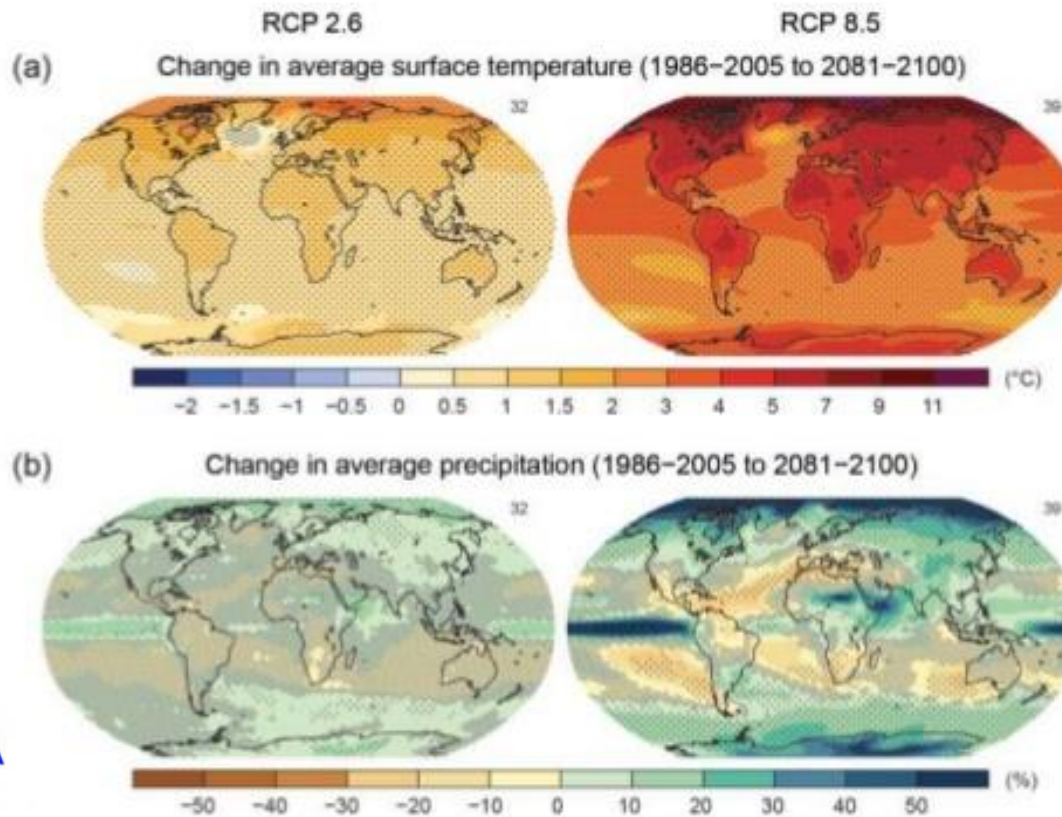 RCP 2.6 RCP 8.5
(a) Change in average surface temperature (1986−2005 to 2081−2100)
32 39
(°C)
−2 −1.5 −1 −0.5 0 0.5 1 1.5 2 3 4 5 7 9 11
(b) Change in average precipitation (1986−2005 to 2081−2100)
32 39
(%)
−50 −40 −30 −20 −10 0 10 20 30 40 50